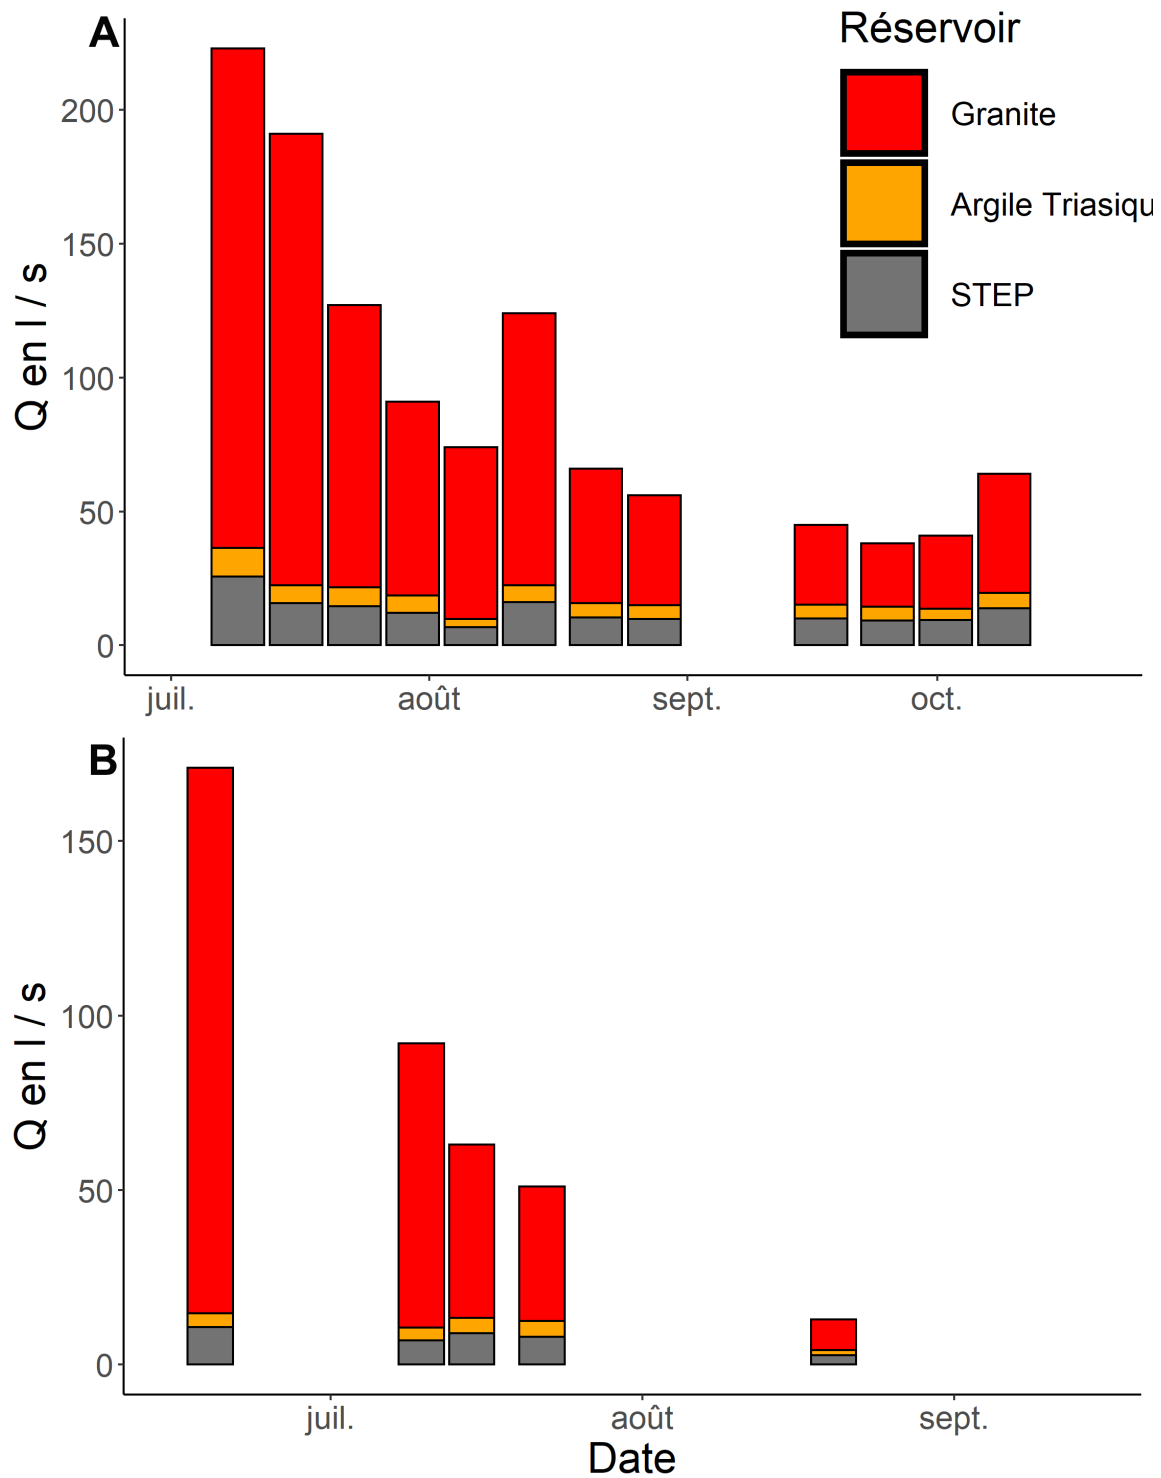 A
Réservoir
Granite
Argile Triasiqu
STEP
Q en l / s
200
150
100
50
0
juil. août sept. oct.
B
Q en l / s
150
100
50
0
juil. août sept.
Date